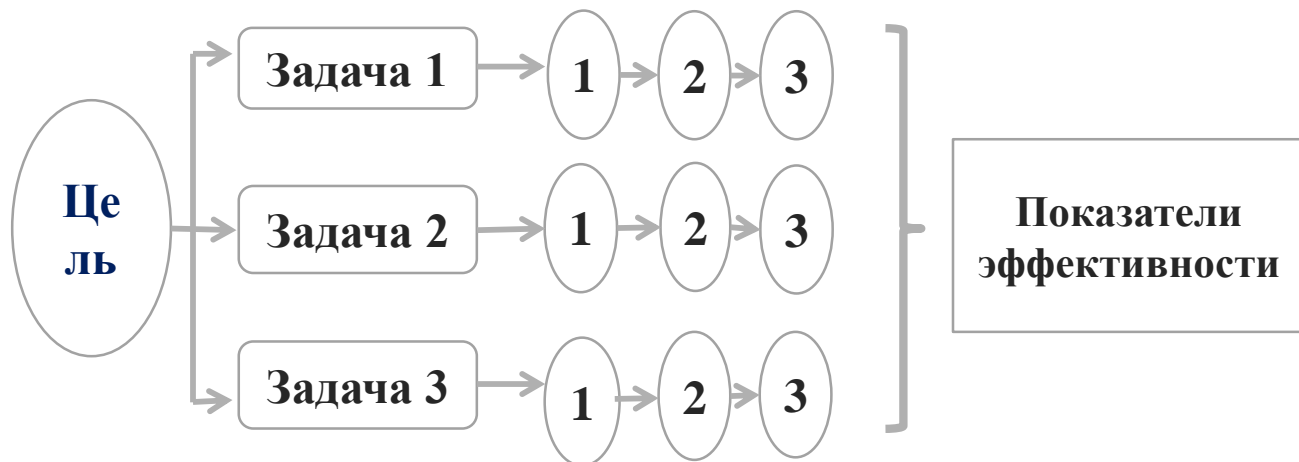 Задача 1
1
2
3
Це
ль
Задача 2
1
2
3
Задача 3
1
2
3
Показатели
эффективности